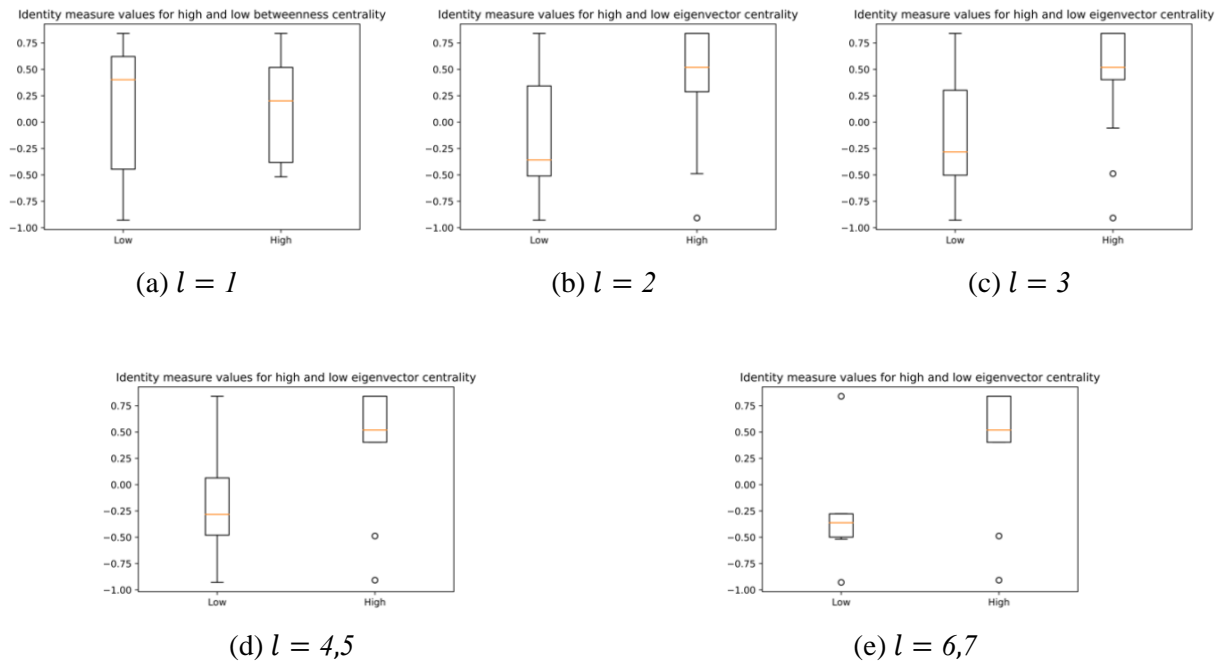 Identity measure values for high and low betweenness centrality
0.75
0.50
0.25
0.00
−0.25
−0.50
−0.75
−1.00
Low High
(a) l = 1
Identity measure values for high and low eigenvector centrality
0.75
0.50
0.25
0.00
−0.25
−0.50
−0.75
−1.00
Low High
(b) l = 2
Identity measure values for high and low eigenvector centrality
0.75
0.50
0.25
0.00
−0.25
−0.50
−0.75
−1.00
Low High
(c) l = 3
Identity measure values for high and low eigenvector centrality
0.75
0.50
0.25
0.00
−0.25
−0.50
−0.75
−1.00
Low High
(d) l = 4,5
Identity measure values for high and low eigenvector centrality
0.75
0.50
0.25
0.00
−0.25
−0.50
−0.75
−1.00
Low High
(e) l = 6,7